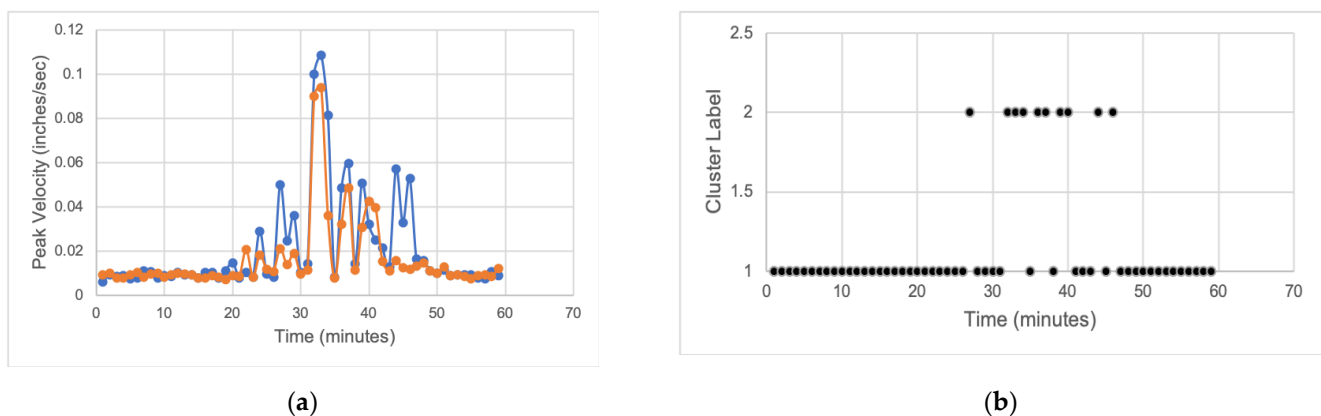 0.12
0.1
0.08
0.06
0.04
0.02
0
Peak Velocity (inches/sec)
0 10 20 30 40 50 60 70
Time (minutes)
(a)
2.5
2
1.5
1
Cluster Label
0 10 20 30 40 50 60 70
Time (minutes)
(b)